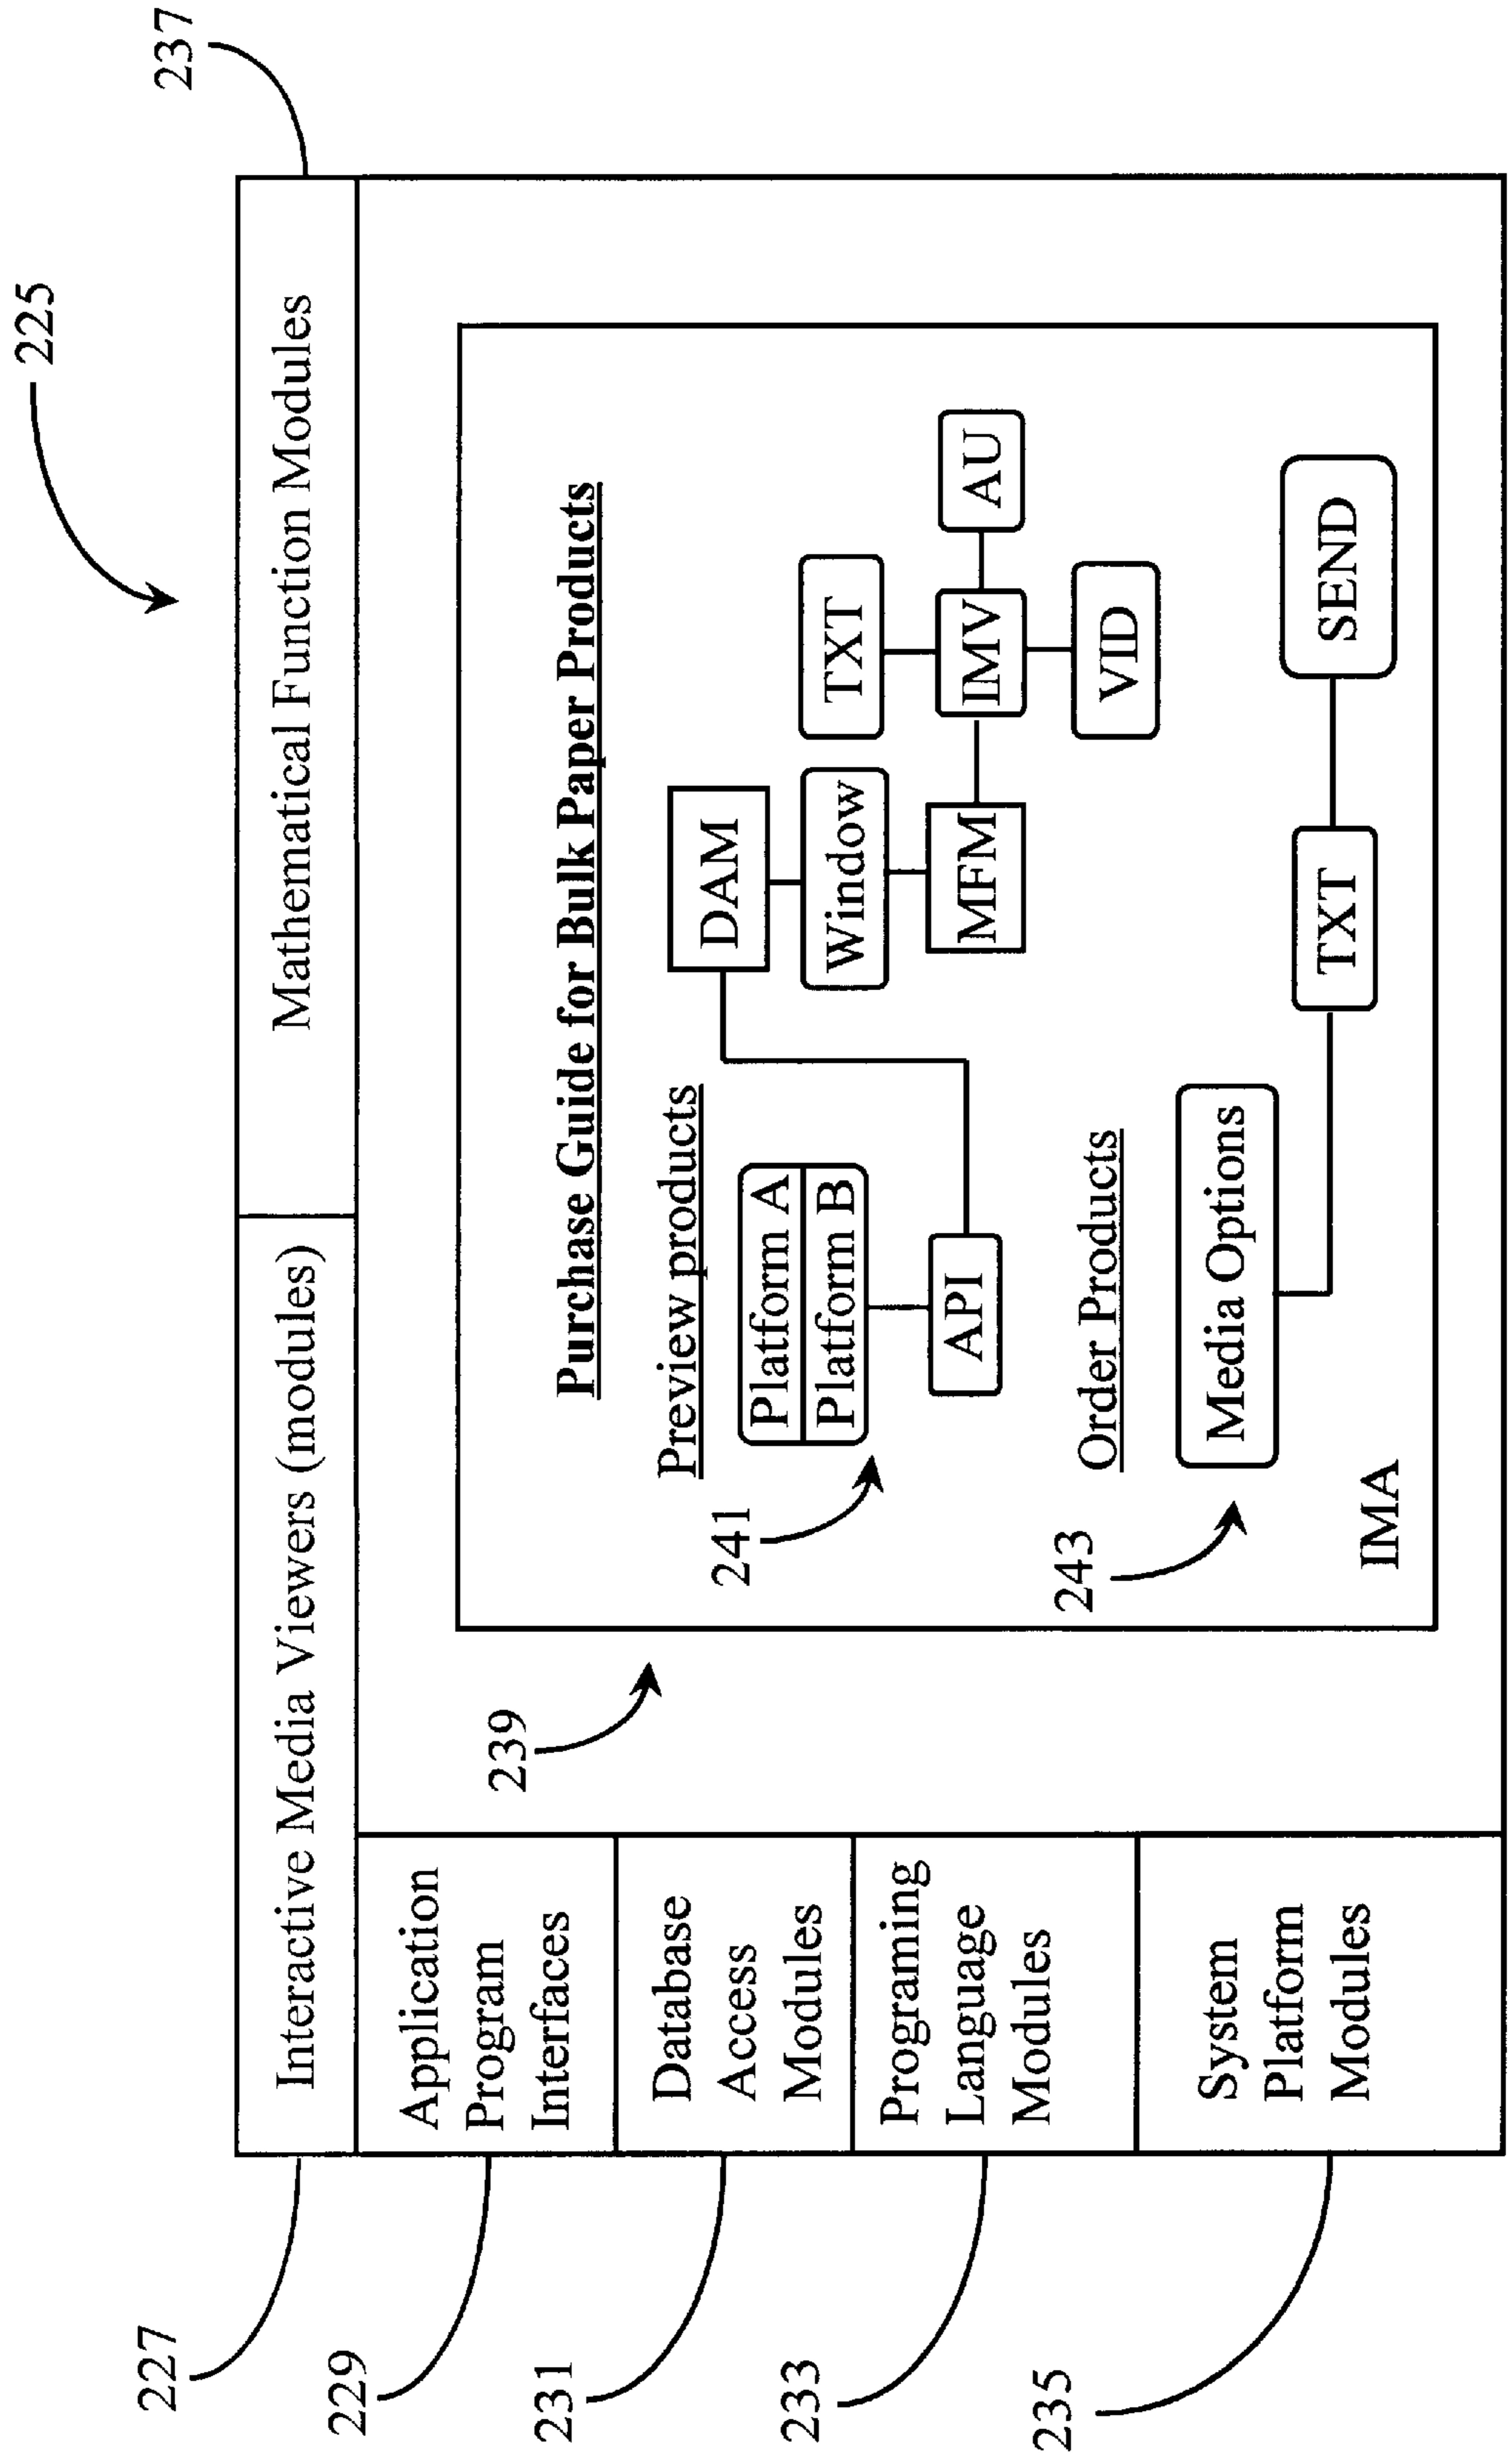 225
227
Interactive Media Viewers (modules)
Mathematical Function Modules
237
229
Application
Program
Interfaces
231
Database
Access
Modules
233
Programing
Language
Modules
235
System
Platform
Modules
239
Purchase Guide for Bulk Paper Products
Preview products
241
Platform A
Platform B
API
DAM
Window
MFM
TXT
IMV
AU
VID
Order Products
243
Media Options
TXT
SEND
IMA